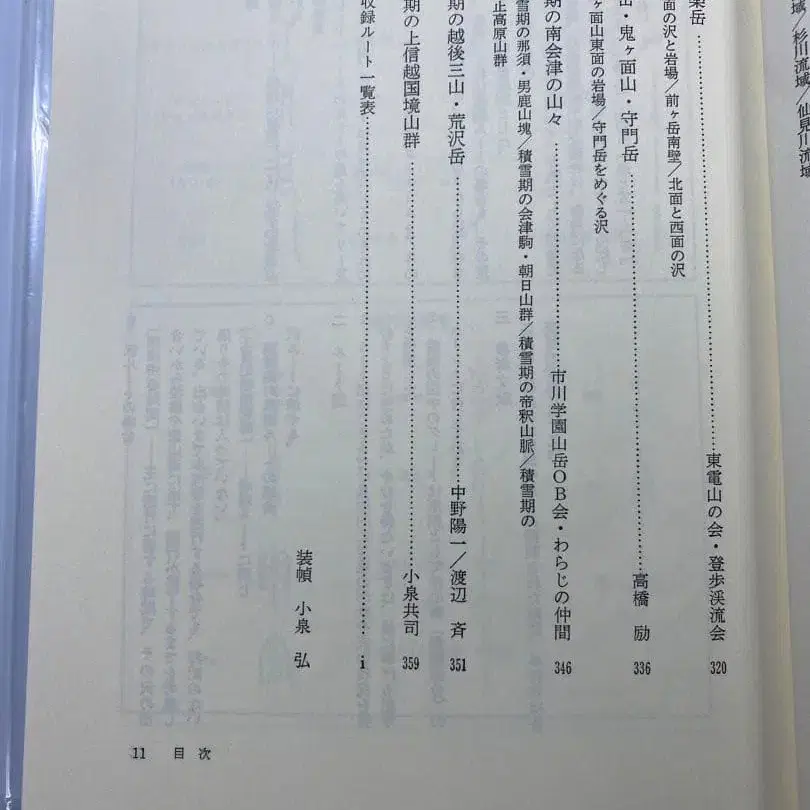 域/杉川流域/仙見川流域
岳………東電山の会・登歩渓流会 320
面の沢と岩場/前ヶ岳南壁/北面と西面の沢
・鬼ヶ面山・守門岳………高橋 励 336
ヶ面山東面の岩場/守門岳をめぐる沢
期の南会津の山々………市川学園山岳OB会・わらじの仲間 346
雪期の那須・男鹿山塊/積雪期の会津駒・朝日山群/積雪期の帝釈山脈/積雪期の
止高原山群
期の越後三山・荒沢岳………中野陽一/渡辺 斉 351
期の上信越国境山群………小泉共司 359
収録ルート一覧表………i
装幀 小泉 弘
11 目次